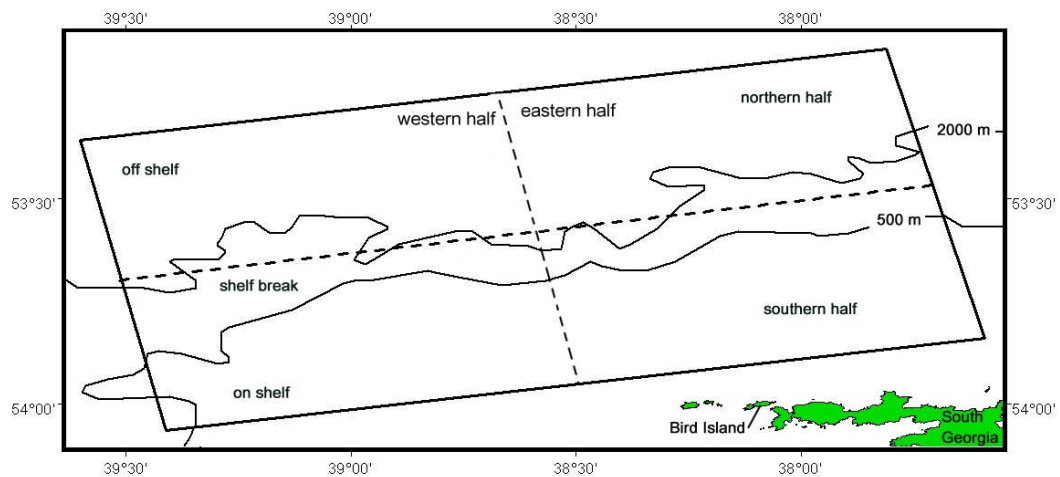 39°30'
39°00'
38°30'
38°00'
western half
eastern half
northern half
2000 m
off shelf
53°30'
53°30'
500 m
shelf break
southern half
on shelf
54°00'
54°00'
Bird Island
South
Georgia
39°30'
39°00'
38°30'
38°00'